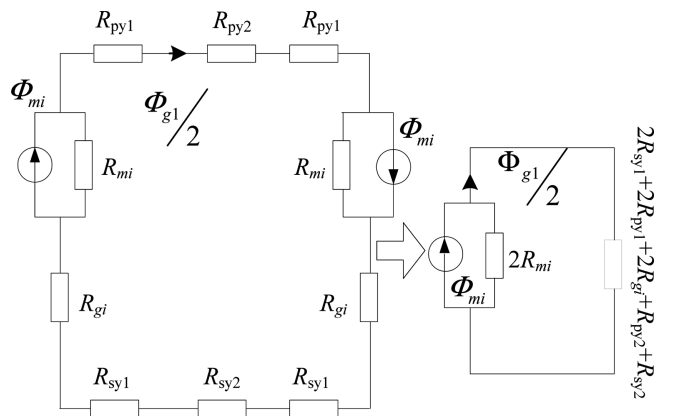 R_py1 R_py2 R_py1
Φ_mi
Φ_g1/2
Φ_mi
R_mi
R_mi
R_gi
R_gi
R_sy1 R_sy2 R_sy1
Φ_g1/2
2R_mi
Φ_mi
2R_sy1+2R_py1+2R_gi+R_py2+R_sy2